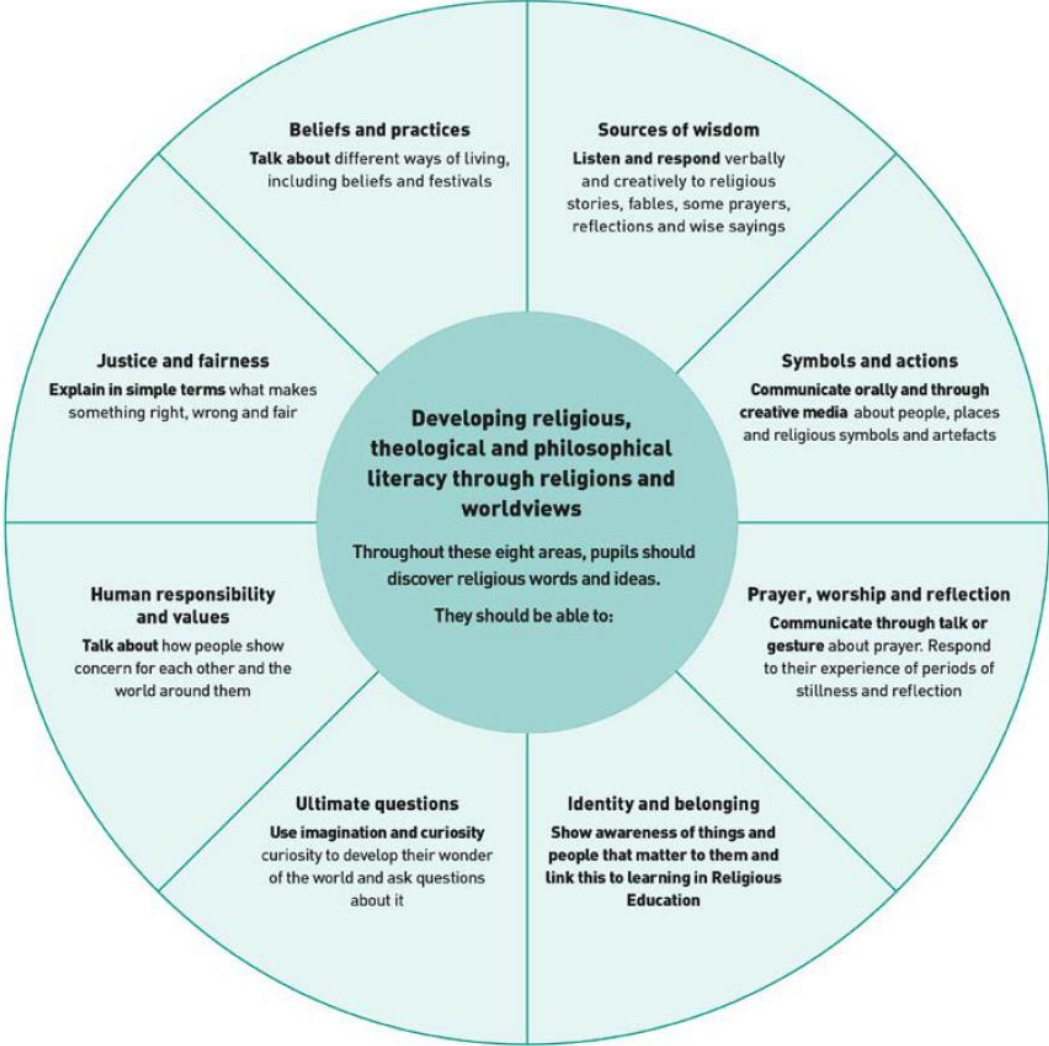 Beliefs and practices
Talk about different ways of living,
including beliefs and festivals
Sources of wisdom
Listen and respond verbally
and creatively to religious
stories, fables, some prayers,
reflections and wise sayings
Symbols and actions
Communicate orally and through
creative media about people, places
and religious symbols and artefacts
Prayer, worship and reflection
Communicate through talk or
gesture about prayer. Respond
to their experience of periods of
stillness and reflection
Identity and belonging
Show awareness of things and
people that matter to them and
link this to learning in Religious
Education
Ultimate questions
Use imagination and curiosity
curiosity to develop their wonder
of the world and ask questions
about it
Human responsibility
and values
Talk about how people show
concern for each other and the
world around them
Justice and fairness
Explain in simple terms what makes
something right, wrong and fair
Developing religious,
theological and philosophical
literacy through religions and
worldviews
Throughout these eight areas, pupils should
discover religious words and ideas.
They should be able to: